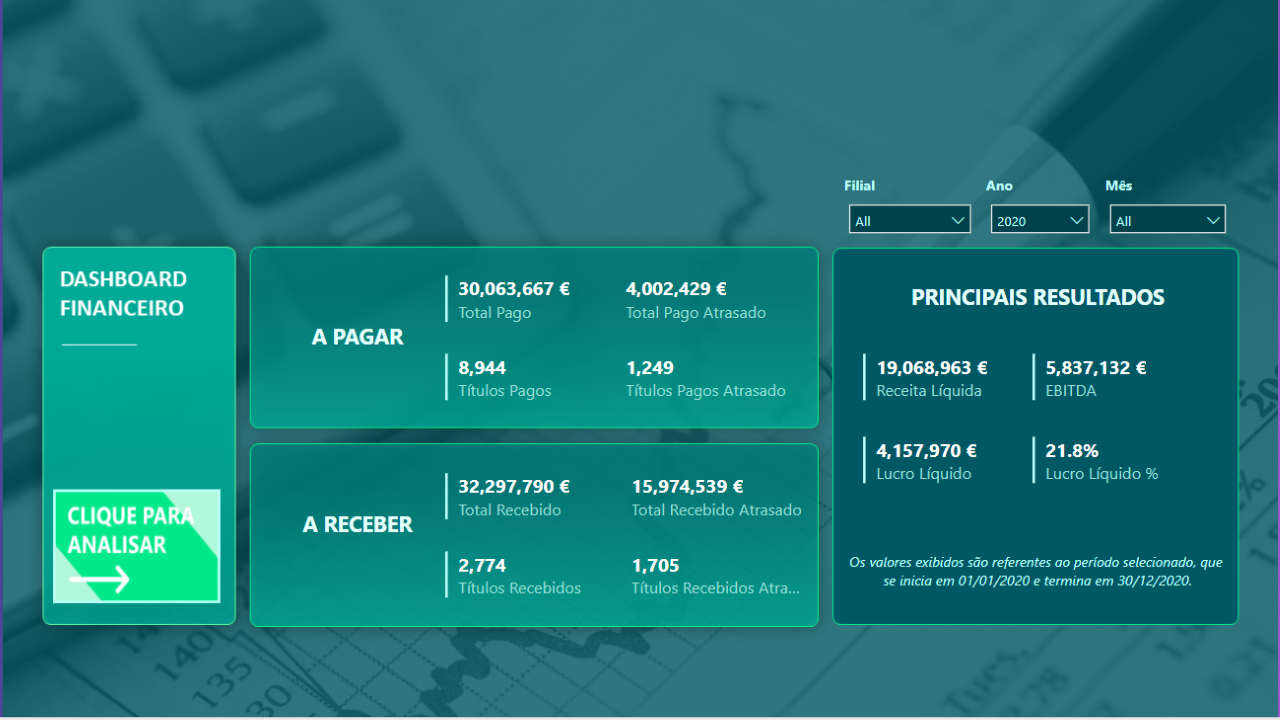 Filial
Ano
Mês
All
2020
All
DASHBOARD
FINANCEIRO
CLIQUE PARA
ANALISAR
A PAGAR
30,063,667 €
Total Pago
4,002,429 €
Total Pago Atrasado
8,944
Títulos Pagos
1,249
Títulos Pagos Atrasado
A RECEBER
32,297,790 €
Total Recebido
15,974,539 €
Total Recebido Atrasado
2,774
Títulos Recebidos
1,705
Títulos Recebidos Atra...
PRINCIPAIS RESULTADOS
19,068,963 €
Receita Líquida
5,837,132 €
EBITDA
4,157,970 €
Lucro Líquido
21.8%
Lucro Líquido %
Os valores exibidos são referentes ao período selecionado, que
se inicia em 01/01/2020 e termina em 30/12/2020.
140
135
Tues.